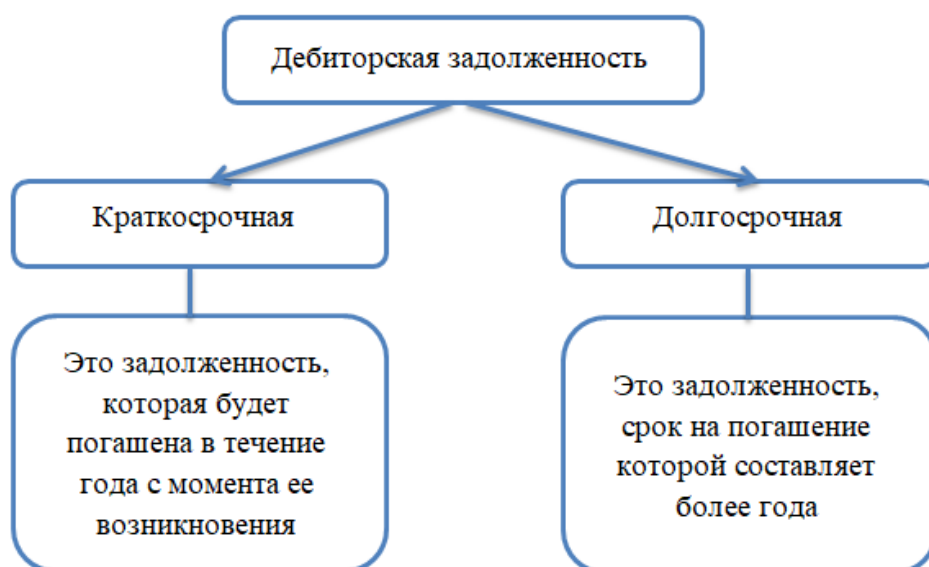 Дебиторская задолженность
Краткосрочная
Долгосрочная
Это задолженность,
которая будет
погашена в течение
года с момента ее
возникновения
Это задолженность,
срок на погашение
которой составляет
более года